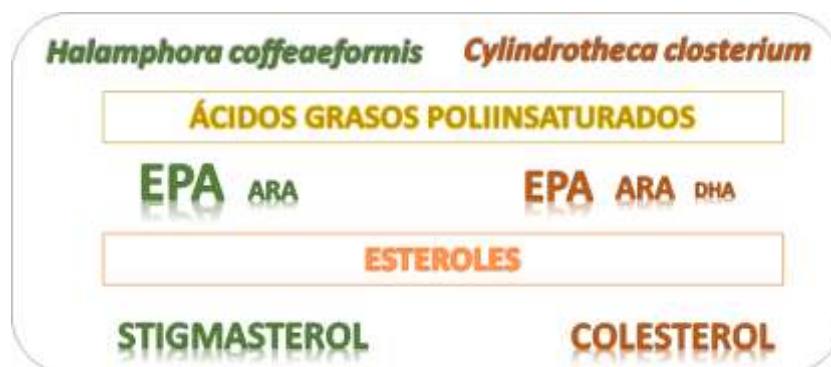 Halamphora coffeaeformis Cylindrotheca closterium
ÁCIDOS GRASOS POLIINSATURADOS
EPA ARA EPA ARA DHA
ESTEROLES
STIGMASTEROL COLESTEROL